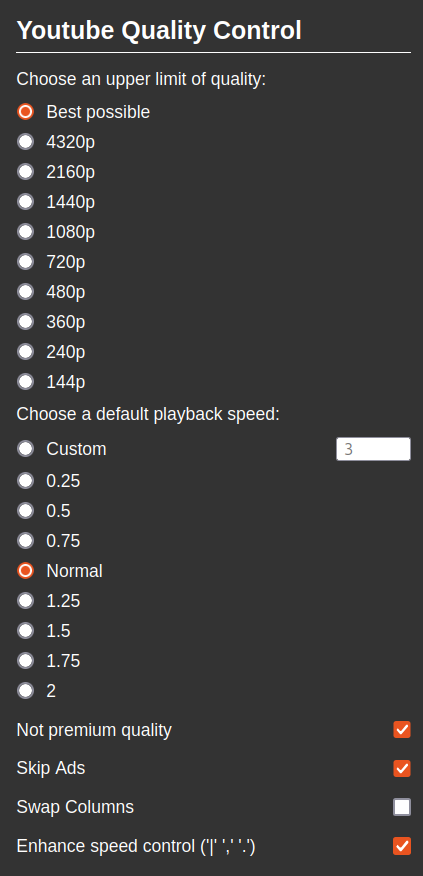 Youtube Quality Control
Choose an upper limit of quality:
Best possible
4320p
2160p
1440p
1080p
720p
480p
360p
240p
144p
Choose a default playback speed:
Custom 3
0.25
0.5
0.75
Normal
1.25
1.5
1.75
2
Not premium quality
Skip Ads
Swap Columns
Enhance speed control ('|' ',' '.')